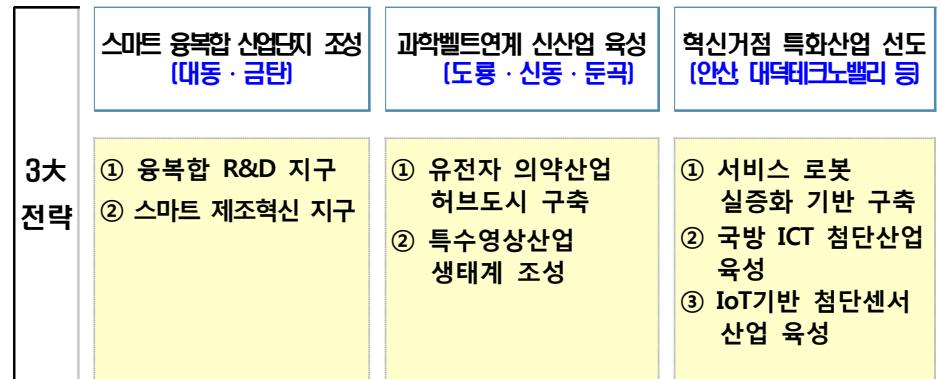 3大
전략
스마트 융복합 산업단지 조성
(대동 · 금탄)
① 융복합 R&D 지구
② 스마트 제조혁신 지구
과학벨트연계 신산업 육성
(도룡 · 신동 · 둔곡)
① 유전자 의약산업
허브도시 구축
② 특수영상산업
생태계 조성
혁신거점 특화산업 선도
(안산, 대덕테크노밸리 등)
① 서비스 로봇
실증화 기반 구축
② 국방 ICT 첨단산업
육성
③ IoT기반 첨단센서
산업 육성